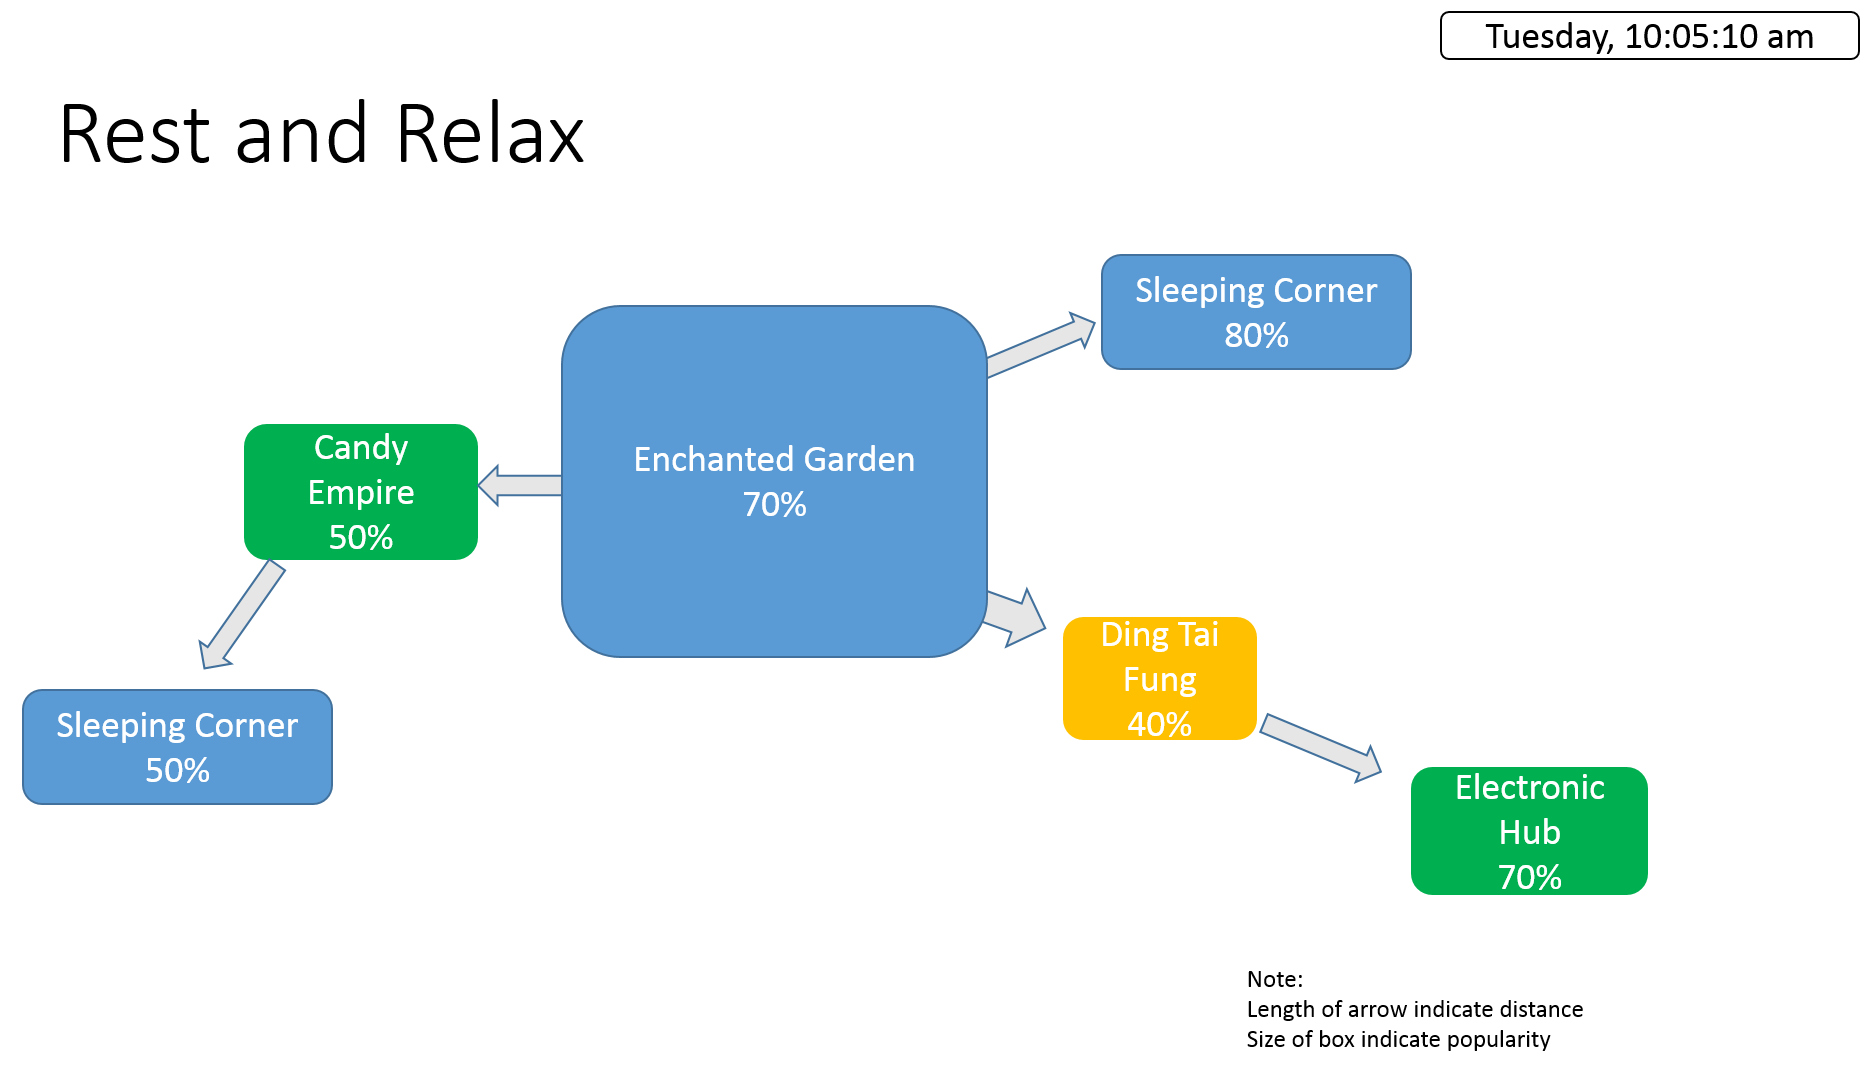 Tuesday, 10:05:10 am
Rest and Relax
Sleeping Corner
80%
Enchanted Garden
70%
Candy
Empire
50%
Ding Tai
Fung
40%
Sleeping Corner
50%
Electronic
Hub
70%
Note:
Length of arrow indicate distance
Size of box indicate popularity